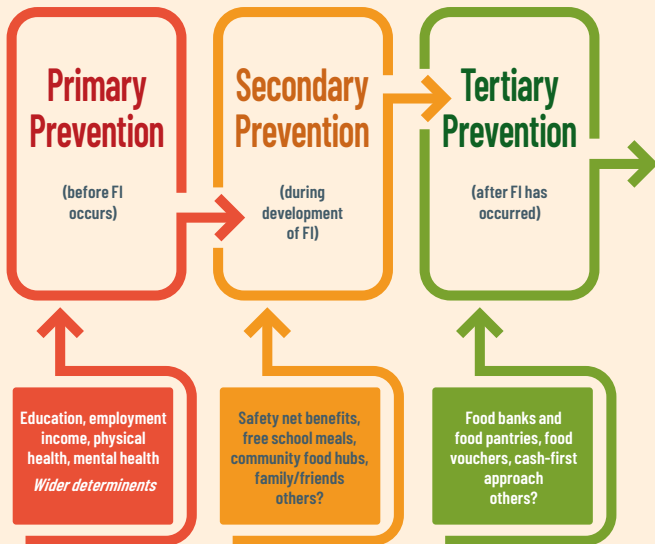 Primary
Prevention
(before FI
occurs)
Secondary
Prevention
(during
development
of FI)
Tertiary
Prevention
(after FI has
occurred)
Education, employment
income, physical
health, mental health
Wider determinents
Safety net benefits,
free school meals,
community food hubs,
family/friends
others?
Food banks and
food pantries, food
vouchers, cash-first
approach
others?